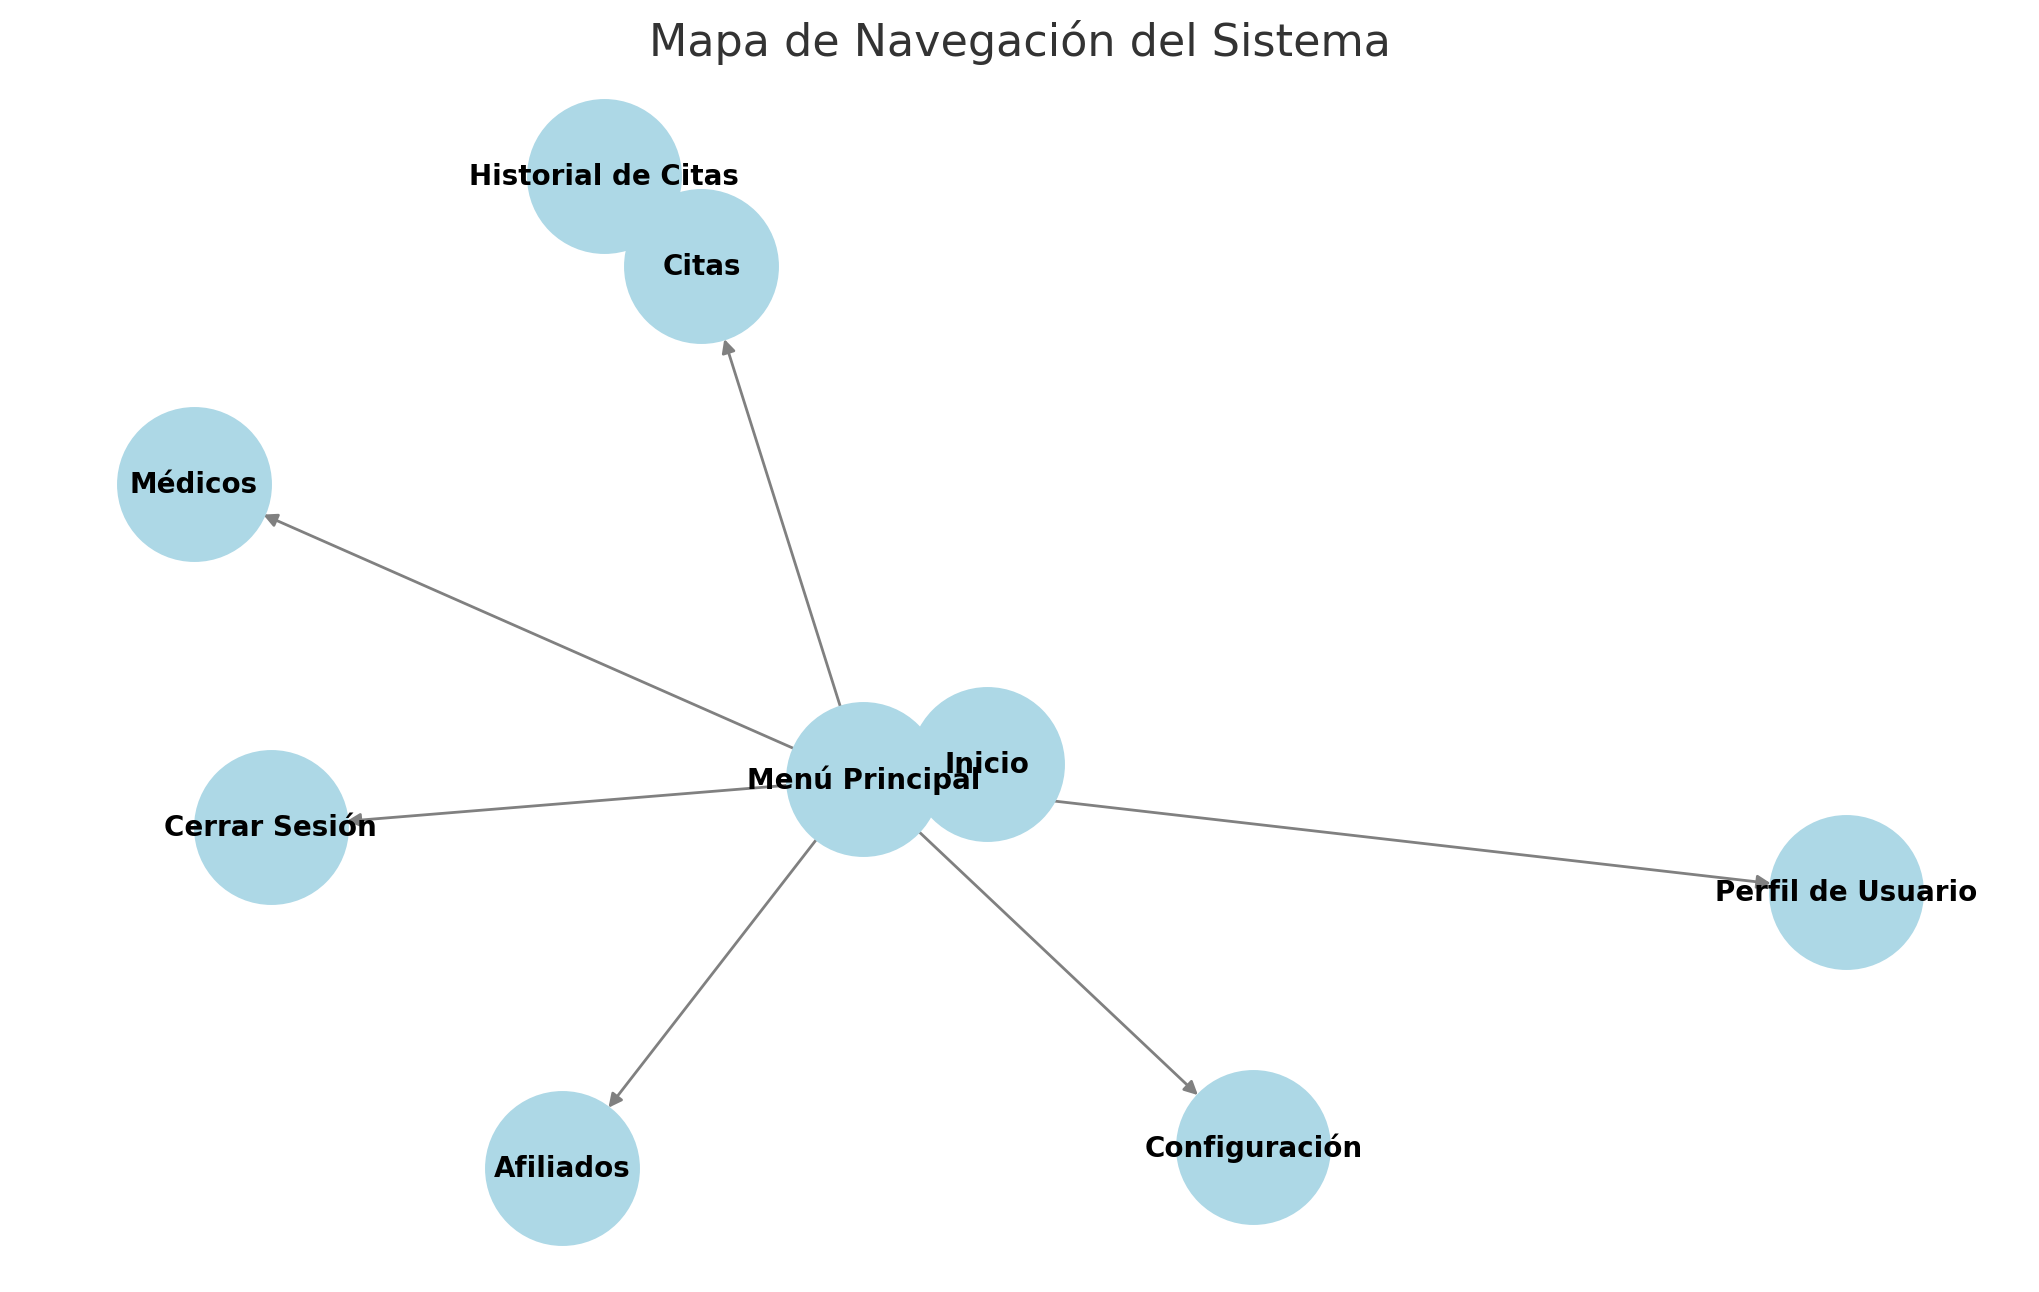 Mapa de Navegación del Sistema
Historial de Citas
Citas
Médicos
Inicio
Menú Principal
Cerrar Sesión
Perfil de Usuario
Configuración
Afiliados